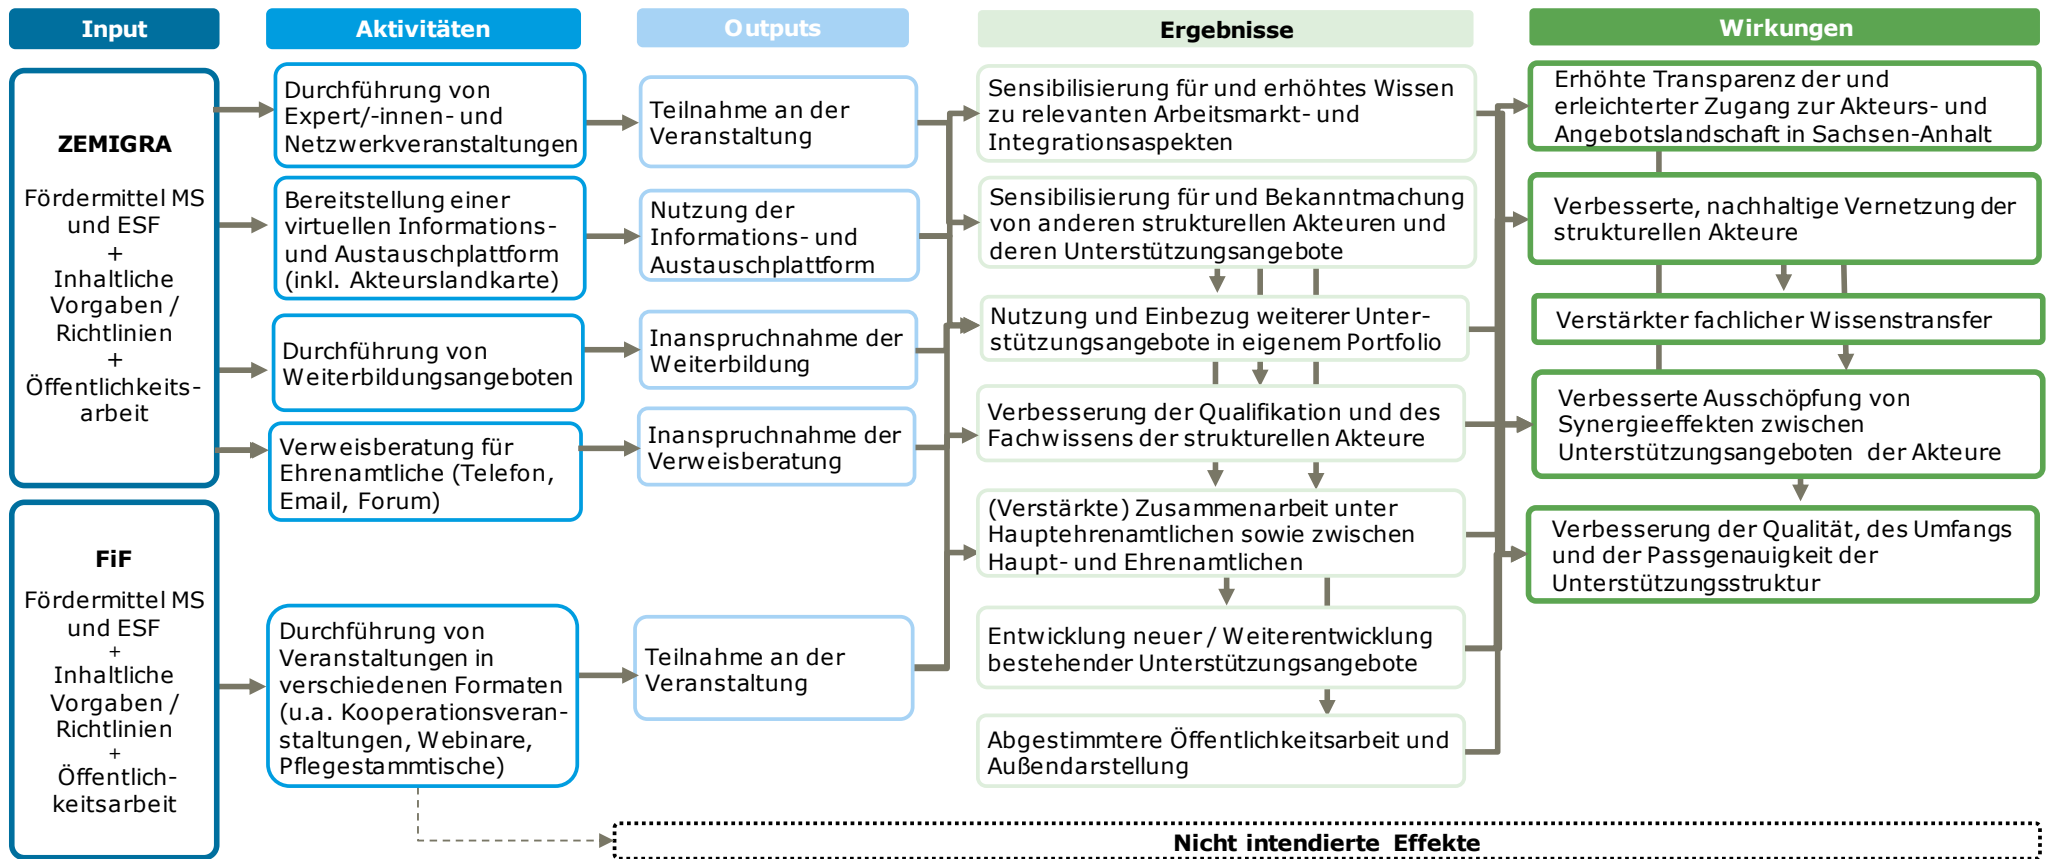 Input
Aktivitäten
Outputs
Ergebnisse
Wirkungen
ZEMIGRA
Fördermittel MS
und ESF
+
Inhaltliche
Vorgaben /
Richtlinien
+
Öffentlichkeits-
arbeit
FiF
Fördermittel MS
und ESF
+
Inhaltliche
Vorgaben /
Richtlinien
+
Öffentlich-
keitsarbeit
Durchführung von
Expert/-innen- und
Netzwerkveranstaltungen
Bereitstellung einer
virtuellen Informations-
und Austauschplattform
(inkl. Akteurslandkarte)
Durchführung von
Weiterbildungsangeboten
Verweisberatung für
Ehrenamtliche (Telefon,
Email, Forum)
Durchführung von
Veranstaltungen in
verschiedenen Formaten
(u.a. Kooperationsveran-
staltungen, Webinare,
Pflegestammtische)
Teilnahme an der
Veranstaltung
Nutzung der
Informations- und
Austauschplattform
Inanspruchnahme der
Weiterbildung
Inanspruchnahme der
Verweisberatung
Teilnahme an der
Veranstaltung
Sensibilisierung für und erhöhtes Wissen
zu relevanten Arbeitsmarkt- und
Integrationsaspekten
Sensibilisierung für und Bekanntmachung
von anderen strukturellen Akteuren und
deren Unterstützungsangebote
Nutzung und Einbezug weiterer Unter-
stützungsangebote in eigenem Portfolio
Verbesserung der Qualifikation und des
Fachwissens der strukturellen Akteure
(Verstärkte) Zusammenarbeit unter
Hauptehrenamtlichen sowie zwischen
Haupt- und Ehrenamtlichen
Entwicklung neuer / Weiterentwicklung
bestehender Unterstützungsangebote
Abgestimmtere Öffentlichkeitsarbeit und
Außendarstellung
Erhöhte Transparenz der und
erleichterter Zugang zur Akteurs- und
Angebotslandschaft in Sachsen-Anhalt
Verbesserte, nachhaltige Vernetzung der
strukturellen Akteure
Verstärkter fachlicher Wissenstransfer
Verbesserte Ausschöpfung von
Synergieeffekten zwischen
Unterstützungsangeboten der Akteure
Verbesserung der Qualität, des Umfangs
und der Passgenauigkeit der
Unterstützungsstruktur
Nicht intendierte Effekte